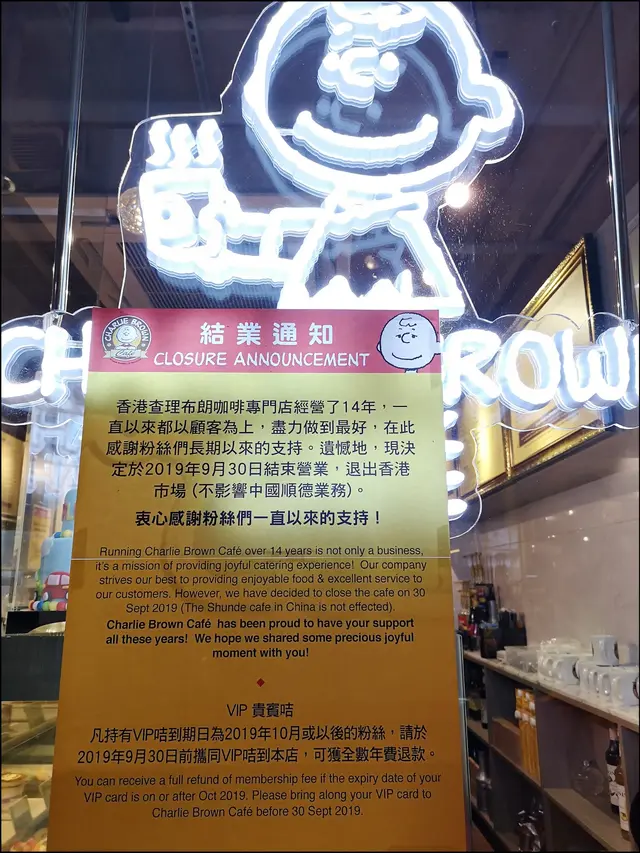 CH
ROW
CHARLIE BROWN
Café
結業通知
CLOSURE ANNOUNCEMENT
香港查理布朗咖啡專門店經營了14年，一
直以來都以顧客為上，盡力做到最好，在此
感謝粉絲們長期以來的支持。遺憾地，現決
定於2019年9月30日結束營業，退出香港
市場 (不影響中國順德業務)。
衷心感謝粉絲們一直以來的支持！
Running Charlie Brown Café over 14 years is not only a business,
it's a mission of providing joyful catering experience! Our company
strives our best to providing enjoyable food & excellent service to
our customers. However, we have decided to close the cafe on 30
Sept 2019 (The Shunde cafe in China is not effected).
Charlie Brown Café has been proud to have your support
all these years! We hope we shared some precious joyful
moment with you!
VIP 貴賓咭
凡持有VIP咭到期日為2019年10月或以後的粉絲，請於
2019年9月30日前攜同VIP咭到本店，可獲全數年費退款。
You can receive a full refund of membership fee if the expiry date of your
VIP card is on or after Oct 2019. Please bring along your VIP card to
Charlie Brown Café before 30 Sept 2019.